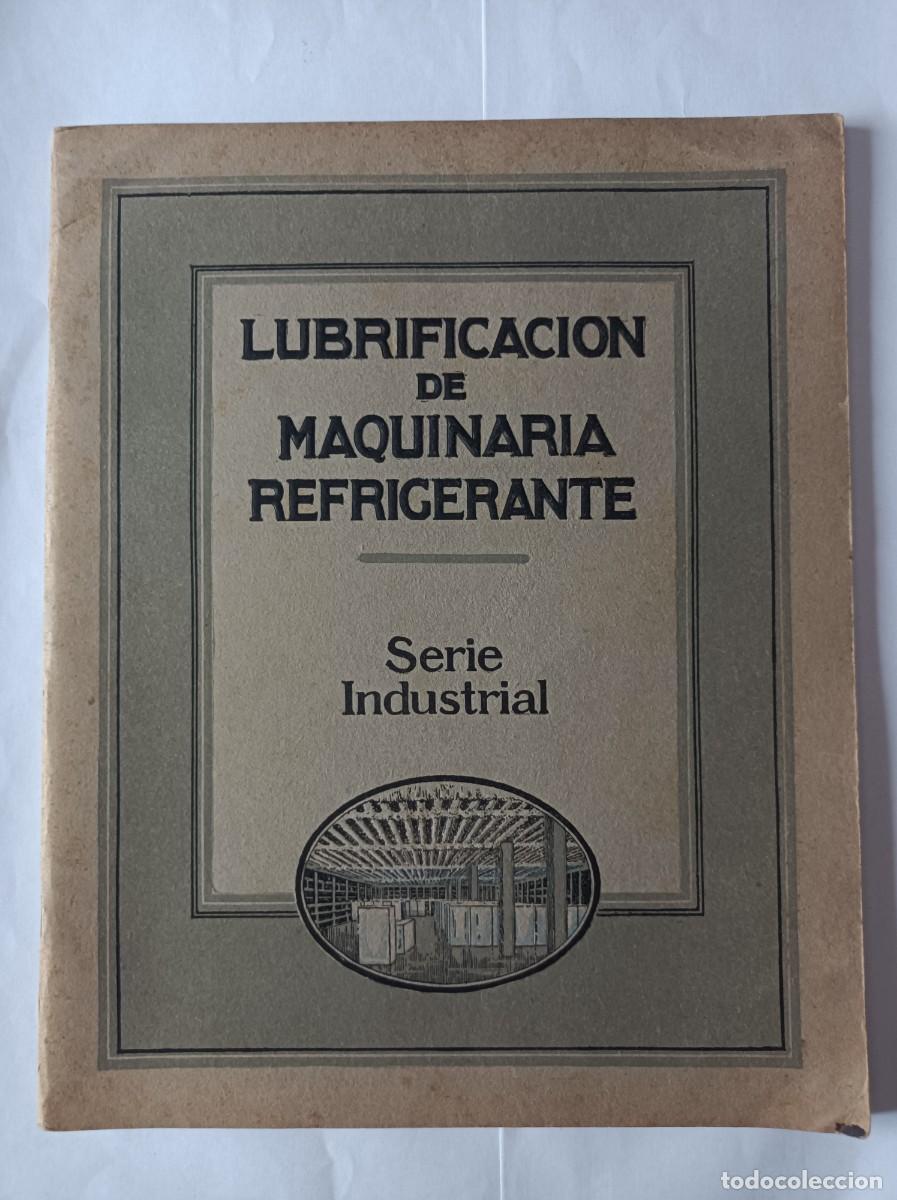 LUBRIFICACION
DE
MAQUINARIA
REFRIGERANTE
Serie
Industrial
todocoleccion